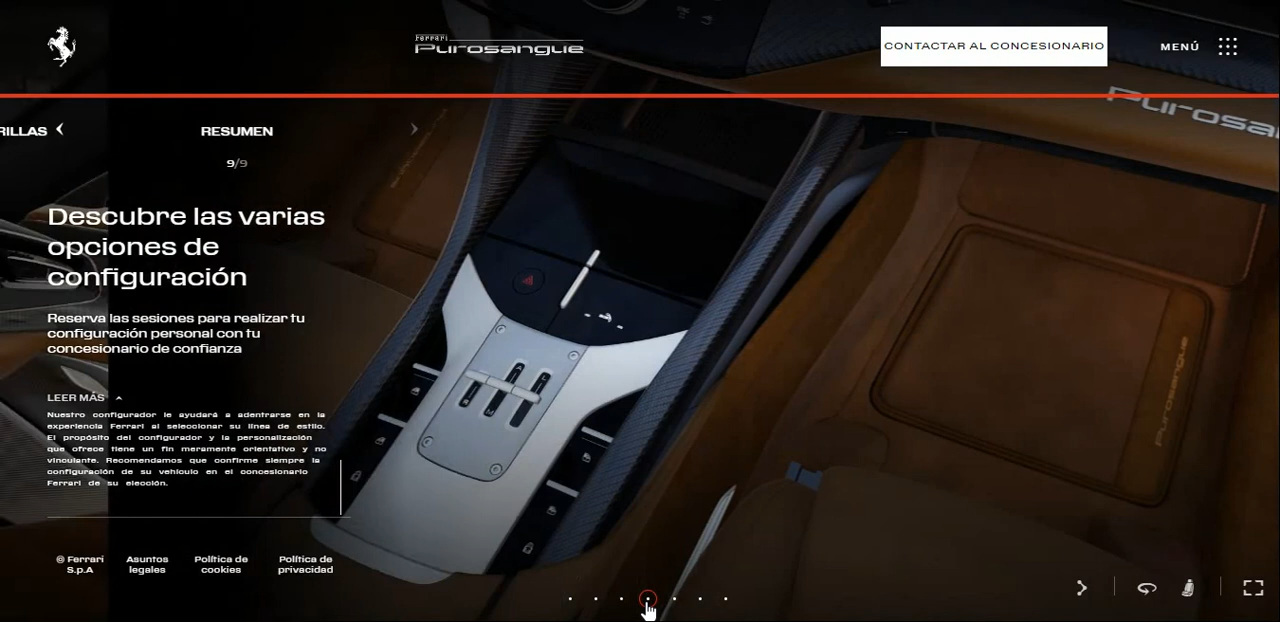 Ferrari
Purosangue
CONTACTAR AL CONCESIONARIO
MENÚ
RILLAS
RESUMEN
9/9
Descubre las varias
opciones de
configuración
Reserva las sesiones para realizar tu
configuración personal con tu
concesionario de confianza
LEER MÁS
Nuestro configurador le ayudará a adentrarse en la
experiencia Ferrari al seleccionar su línea de estilo.
El propósito del configurador y la personalización
que ofrece tiene un fin meramente orientativo y no
vinculante. Recomendamos que confirme siempre la
configuración de su vehículo en el concesionario
Ferrari de su elección.
© Ferrari
S.p.A
Asuntos
legales
Política de
cookies
Política de
privacidad
Purosa
Purosangue